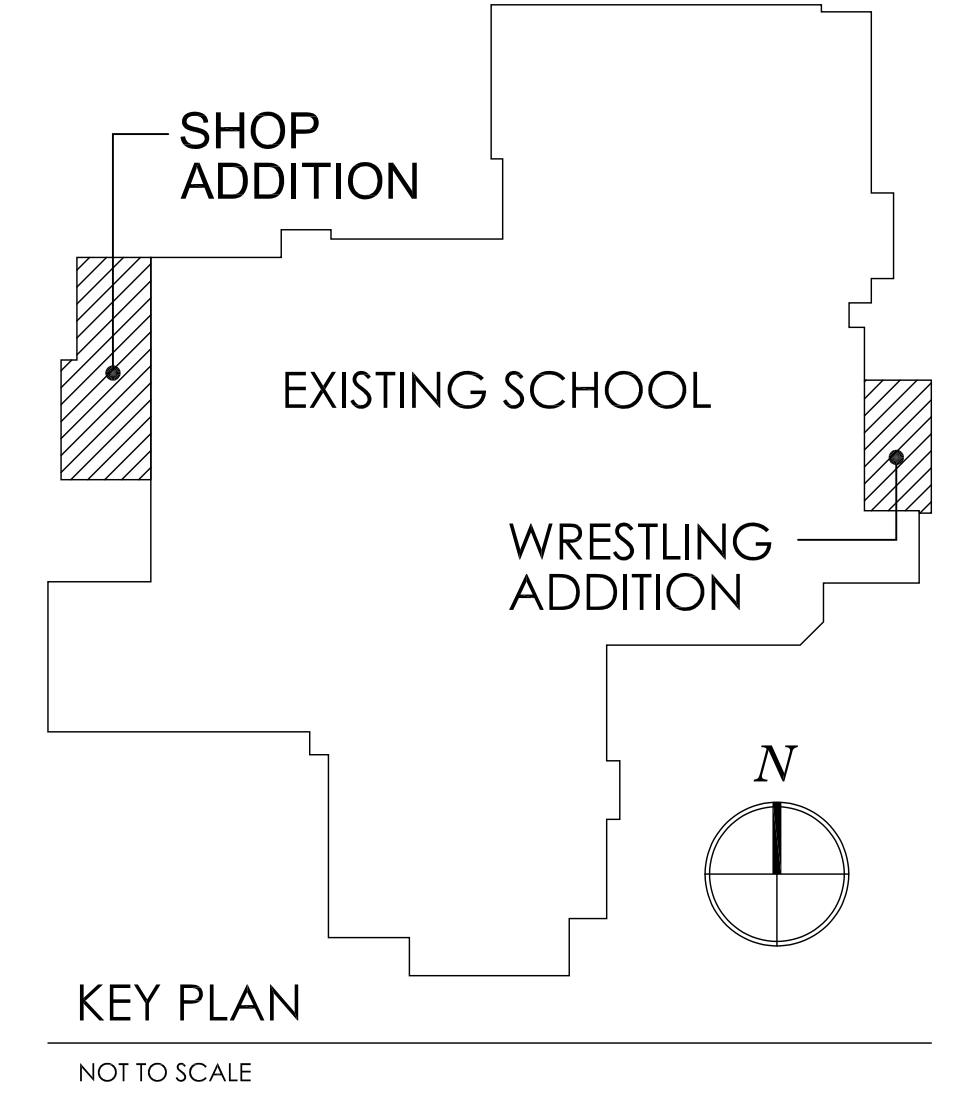 SHOP
ADDITION
EXISTING SCHOOL
WRESTLING
ADDITION
N
KEY PLAN
NOT TO SCALE